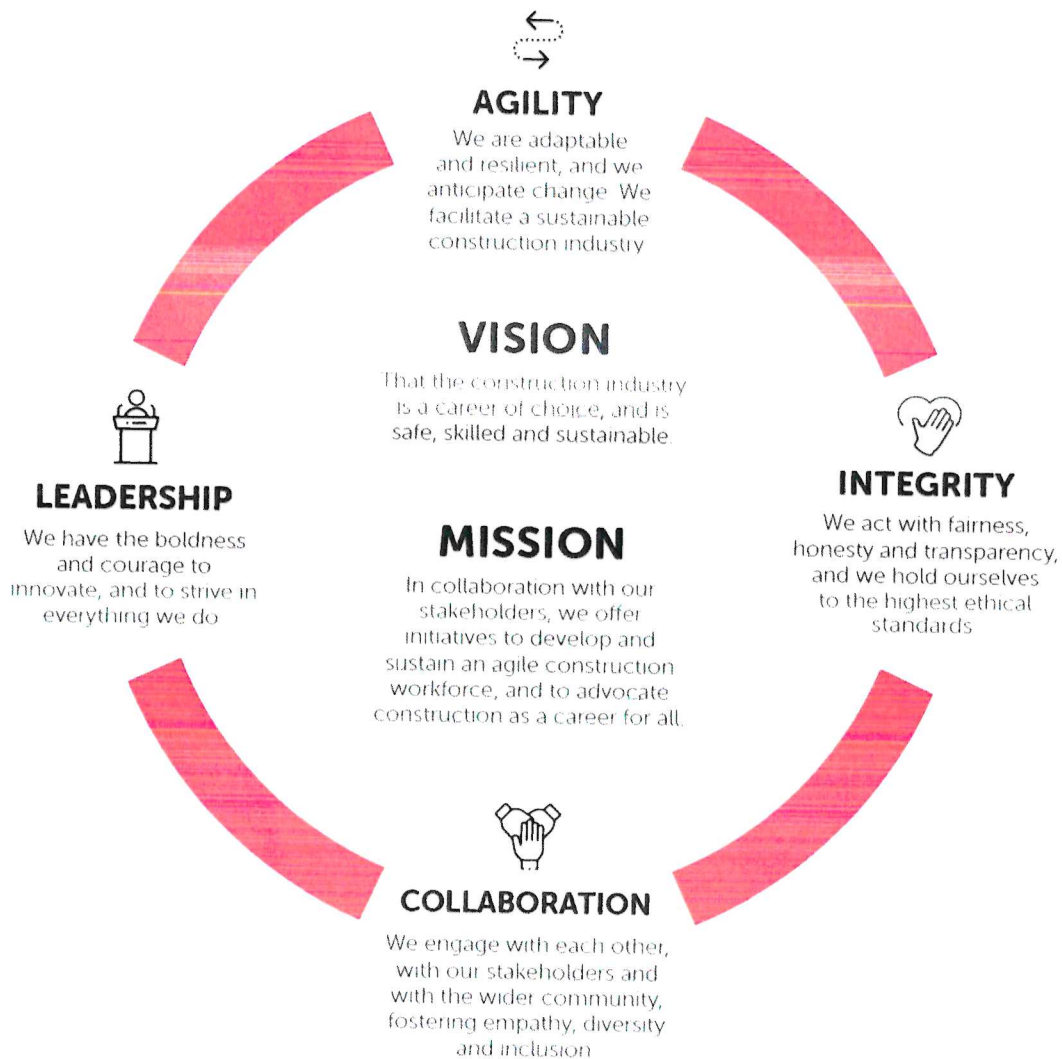 AGILITY
We are adaptable
and resilient, and we
anticipate change We
facilitate a sustainable
construction industry
VISION
That the construction industry
is a career of choice, and is
safe, skilled and sustainable.
LEADERSHIP
We have the boldness
and courage to
innovate, and to strive in
everything we do
INTEGRITY
We act with fairness,
honesty and transparency,
and we hold ourselves
to the highest ethical
standards
MISSION
In collaboration with our
stakeholders, we offer
initiatives to develop and
sustain an agile construction
workforce, and to advocate
construction as a career for all.
COLLABORATION
We engage with each other,
with our stakeholders and
with the wider community,
fostering empathy, diversity
and inclusion